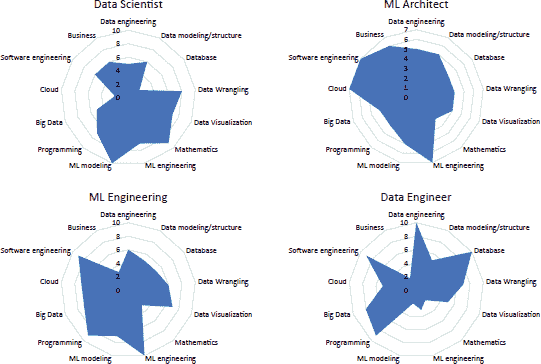 Data Scientist
Data engineering
Business
Data modeling/structure
Software engineering
Database
Cloud
Data Wrangling
Big Data
Data Visualization
Programming
Mathematics
ML modeling
ML engineering
10
8
6
4
2
0
ML Architect
Data engineering
Business
Data modeling/structure
Software engineering
Database
Cloud
Data Wrangling
Big Data
Data Visualization
Programming
Mathematics
ML modeling
ML engineering
7
6
5
4
3
2
1
0
ML Engineering
Data engineering
Business
Data modeling/structure
Software engineering
Database
Cloud
Data Wrangling
Big Data
Data Visualization
Programming
Mathematics
ML modeling
ML engineering
10
8
6
4
2
0
Data Engineer
Data engineering
Business
Data modeling/structure
Software engineering
Database
Cloud
Data Wrangling
Big Data
Data Visualization
Programming
Mathematics
ML modeling
ML engineering
10
8
6
4
2
0